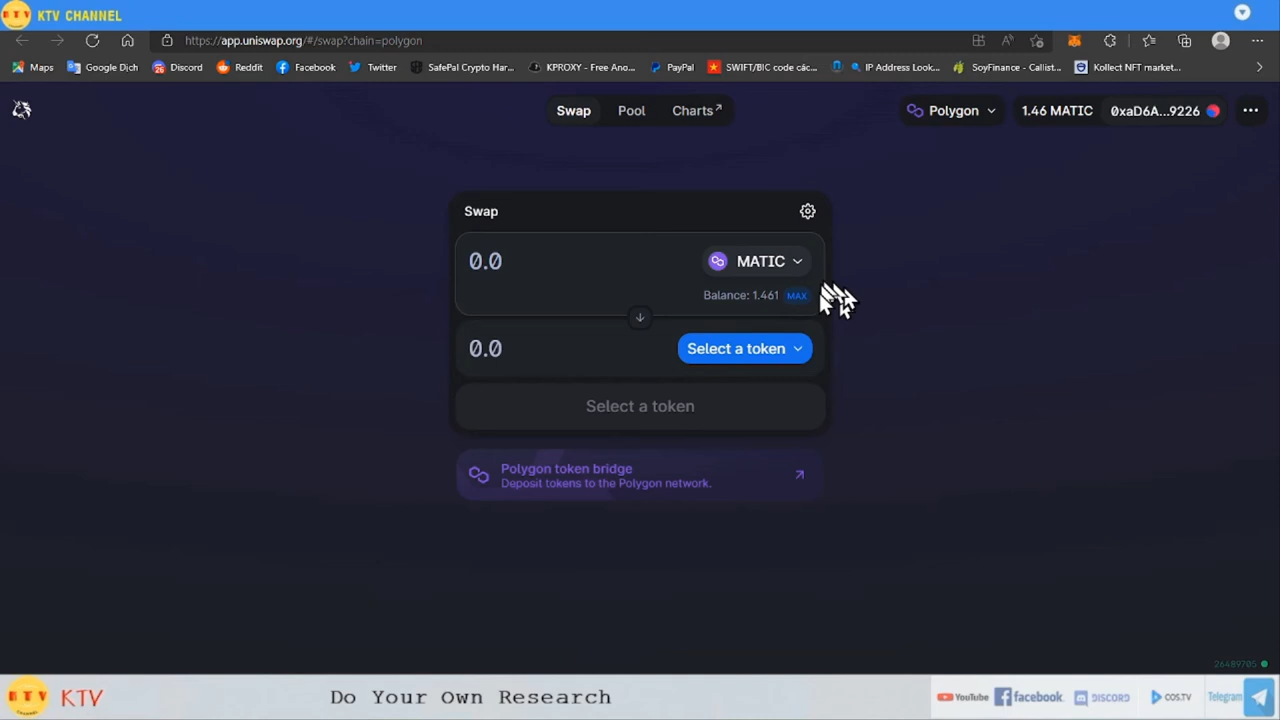 KTV CHANNEL
https://app.uniswap.org/#/swap?chain=polygon
Maps Google Dịch Discord Reddit Facebook Twitter SafePal Crypto Har... KPROXY - Free Ano... PayPal SWIFT/BIC code các... IP Address Look... SoyFinance - Callist... Kollect NFT market...
Swap Pool Charts Polygon 1.46 MATIC 0xaD6A...9226
Swap
0.0 MATIC
Balance: 1.461 MAX
0.0 Select a token
Select a token
Polygon token bridge
Deposit tokens to the Polygon network.
26489705
KTV Do Your Own Research YouTube facebook. DISCORD COS.TV Telegram